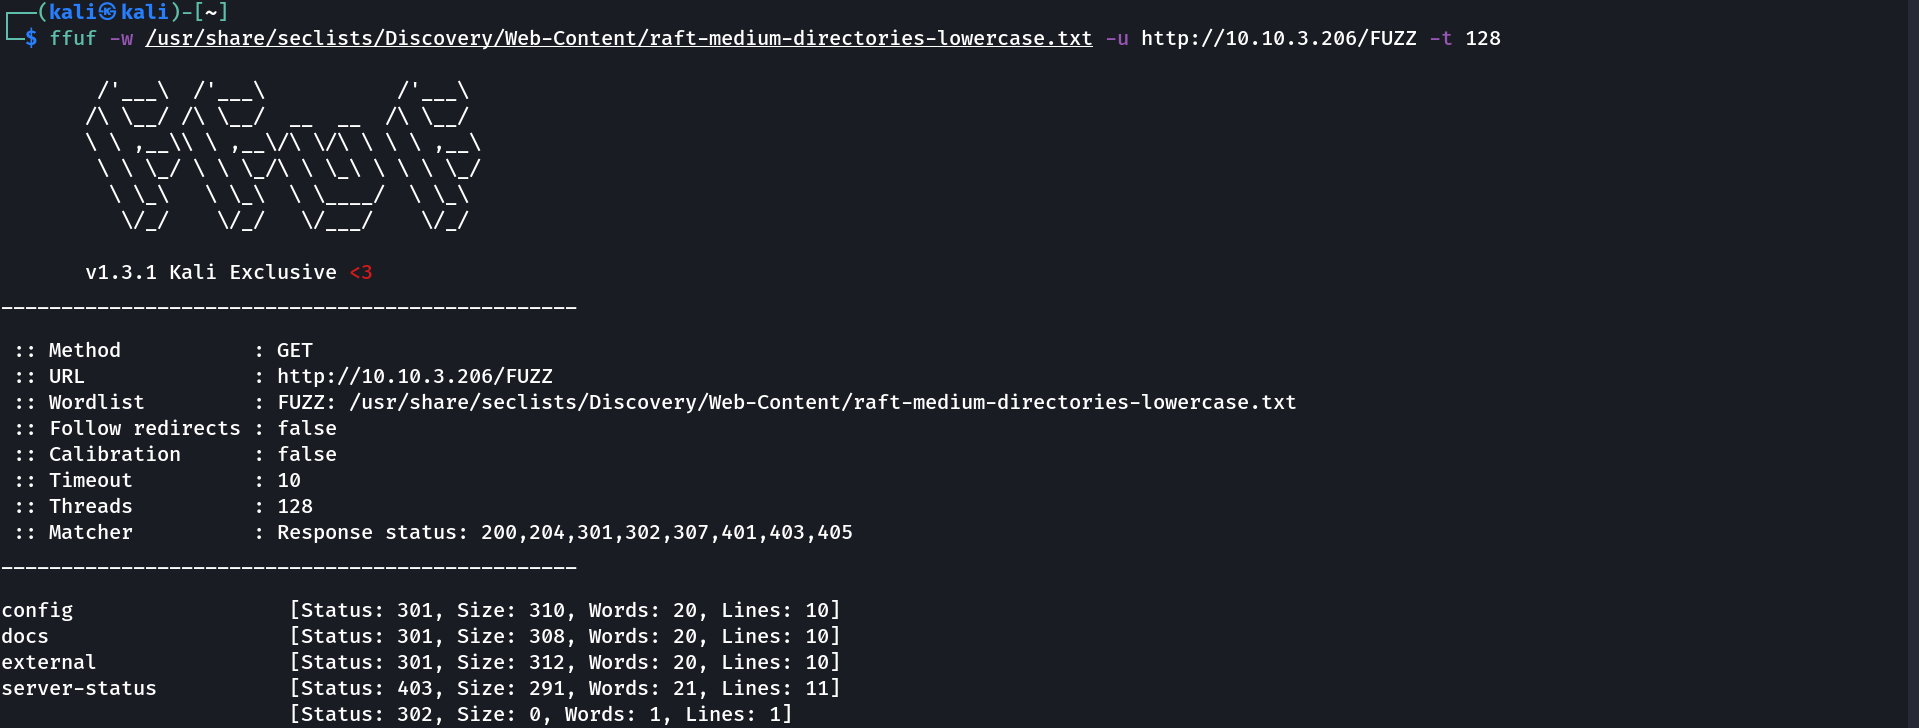 ┌──(kali㉿kali)-[~]
└─$ ffuf -w /usr/share/seclists/Discovery/Web-Content/raft-medium-directories-lowercase.txt -u http://10.10.3.206/FUZZ -t 128

        /'___\  /'___\           /'___\
       /\ \__/ /\ \__/  __  __  /\ \__/
       \ \ ,__\\ \ ,__\/\ \/\ \ \ \ ,__\
        \ \ \_/ \ \ \_/\ \ \_\ \ \ \ \_/
         \ \_\   \ \_\  \ \____/  \ \_\
          \/_/    \/_/   \/___/    \/_/

       v1.3.1 Kali Exclusive <3
________________________________________________

 :: Method           : GET
 :: URL              : http://10.10.3.206/FUZZ
 :: Wordlist         : FUZZ: /usr/share/seclists/Discovery/Web-Content/raft-medium-directories-lowercase.txt
 :: Follow redirects : false
 :: Calibration      : false
 :: Timeout          : 10
 :: Threads          : 128
 :: Matcher          : Response status: 200,204,301,302,307,401,403,405
________________________________________________

config                  [Status: 301, Size: 310, Words: 20, Lines: 10]
docs                    [Status: 301, Size: 308, Words: 20, Lines: 10]
external                [Status: 301, Size: 312, Words: 20, Lines: 10]
server-status           [Status: 403, Size: 291, Words: 21, Lines: 11]
                        [Status: 302, Size: 0, Words: 1, Lines: 1]